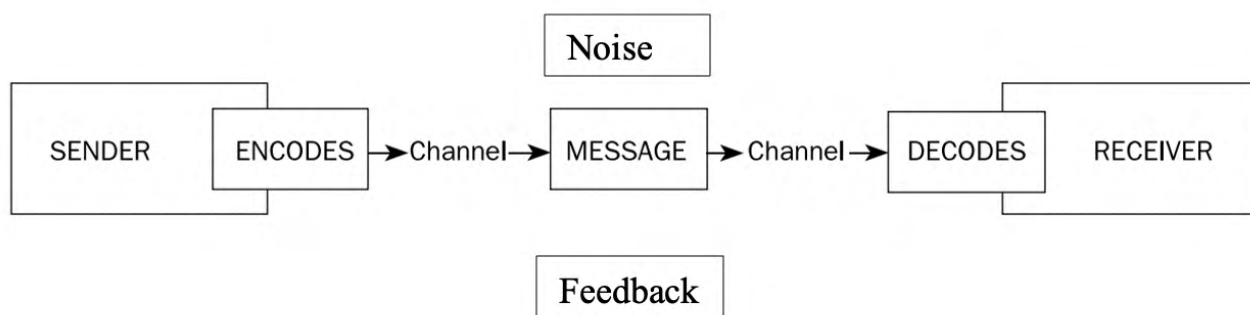 Noise
SENDER ENCODES Channel MESSAGE Channel DECODES RECEIVER
Feedback